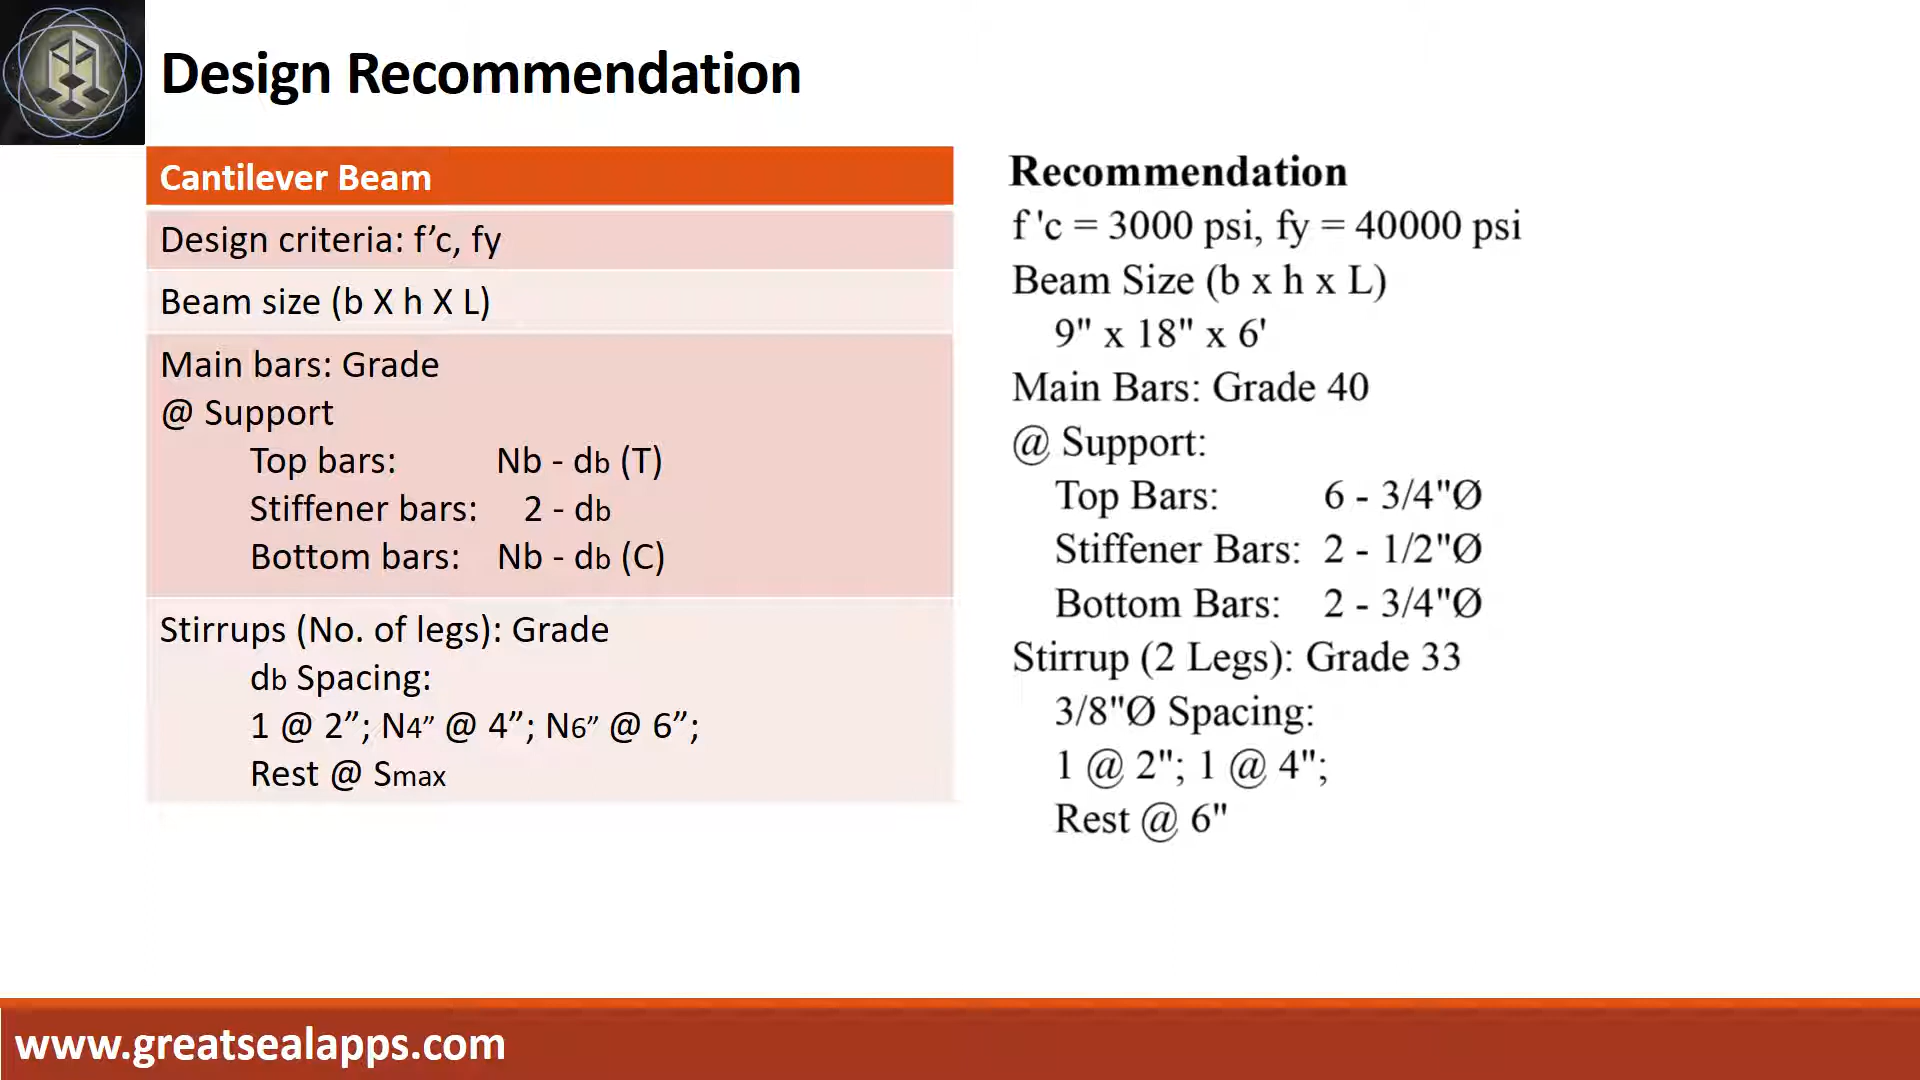 Design Recommendation
Cantilever Beam
Design criteria: f’c, fy
Beam size (b X h X L)
Main bars: Grade
@ Support
Top bars: Nb - db (T)
Stiffener bars: 2 - db
Bottom bars: Nb - db (C)
Stirrups (No. of legs): Grade
db Spacing:
1 @ 2”; N4” @ 4”; N6” @ 6”;
Rest @ Smax
Recommendation
f 'c = 3000 psi, fy = 40000 psi
Beam Size (b x h x L)
9" x 18" x 6'
Main Bars: Grade 40
@ Support:
Top Bars: 6 - 3/4"Ø
Stiffener Bars: 2 - 1/2"Ø
Bottom Bars: 2 - 3/4"Ø
Stirrup (2 Legs): Grade 33
3/8"Ø Spacing:
1 @ 2"; 1 @ 4";
Rest @ 6"
www.greatsealapps.com